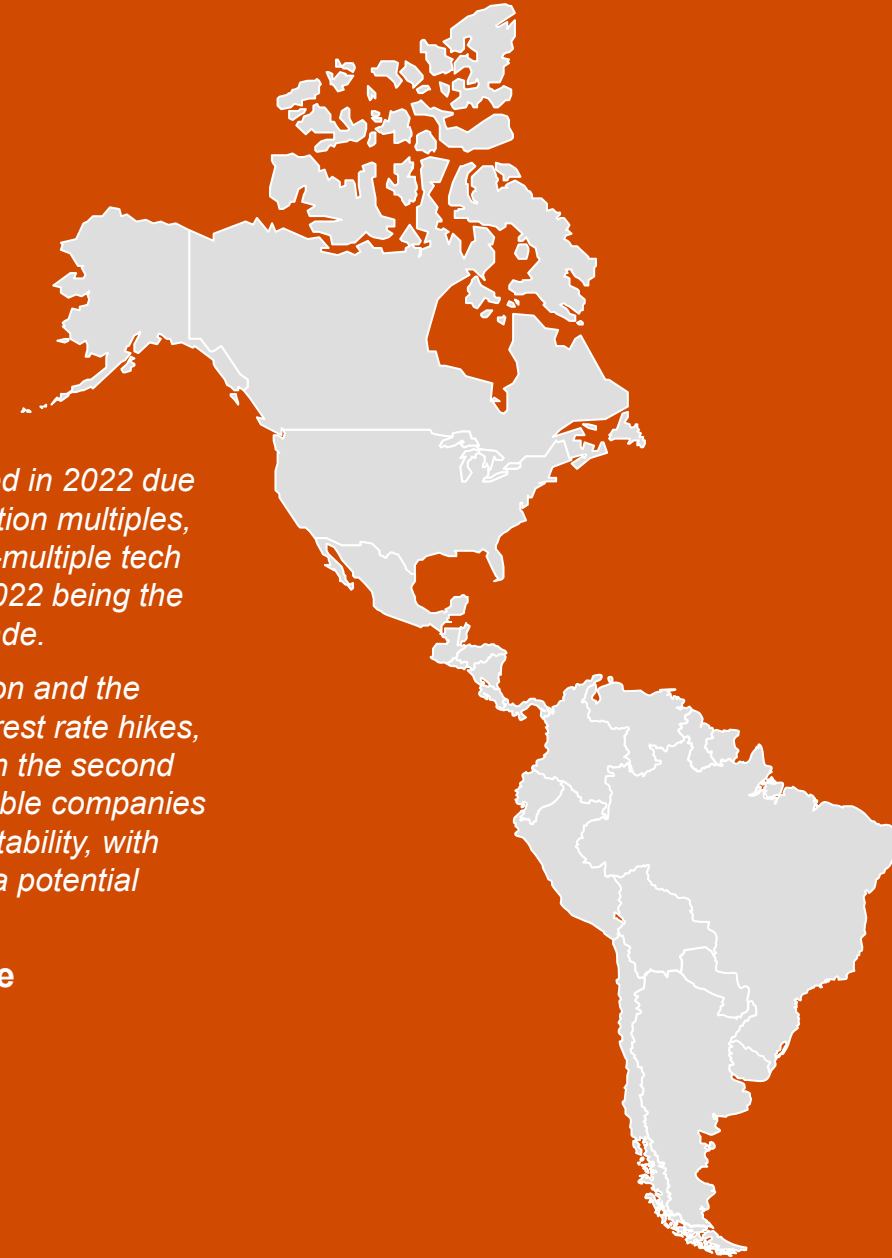 ed in 2022 due
tion multiples,
-multiple tech
022 being the
de.
on and the
rest rate hikes,
n the second
ble companies
tability, with
a potential
e